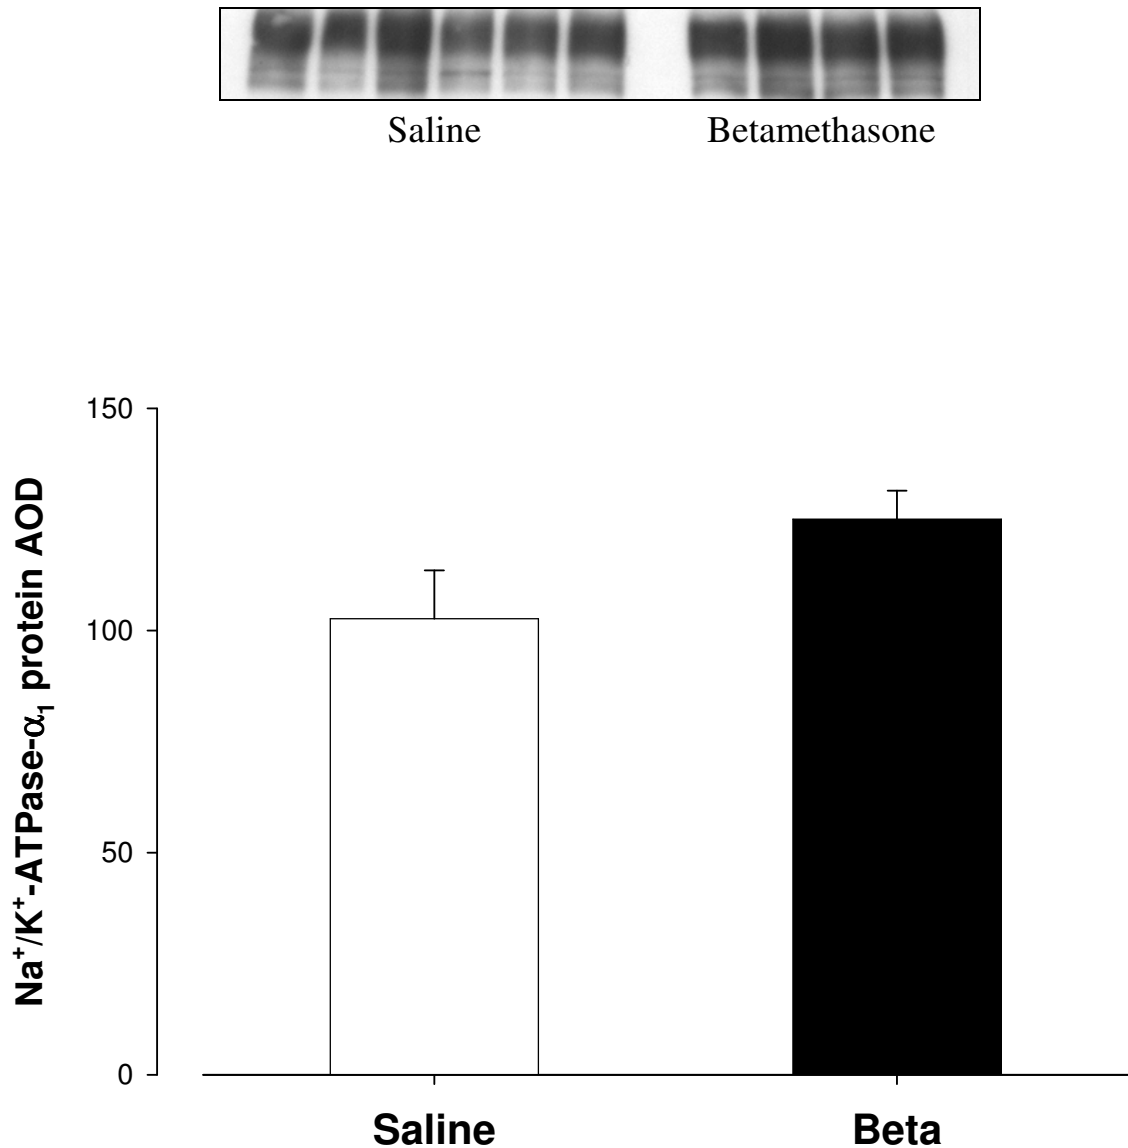 Saline Betamethasone
150
100
50
0
Na⁺/K⁺-ATPase-α₁ protein AOD
Saline Beta